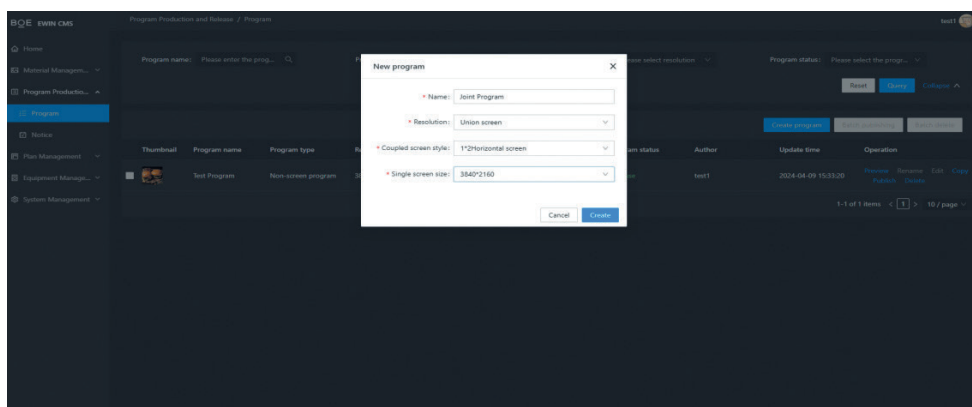 BOE EWIN CMS
Program Production and Release / Program
test1
Home
Material Managem...
Program Productio...
Program
Notice
Plan Management
Equipment Manage...
System Management
Program name: Please enter the prog...
ease select resolution
Program status: Please select the progr...
Reset Query Collapse
Create program
Thumbnail Program name Program type
am status Author Update time Operation
Test Program Non-screen program
test1 2024-04-09 15:33:20
Preview Rename Edit Copy
Publish Delete
1-1 of 1 items < 1 > 10 / page
New program
* Name: Joint Program
* Resolution: Union screen
* Coupled screen style: 1*2Horizontal screen
* Single screen size: 3840*2160
Cancel Create